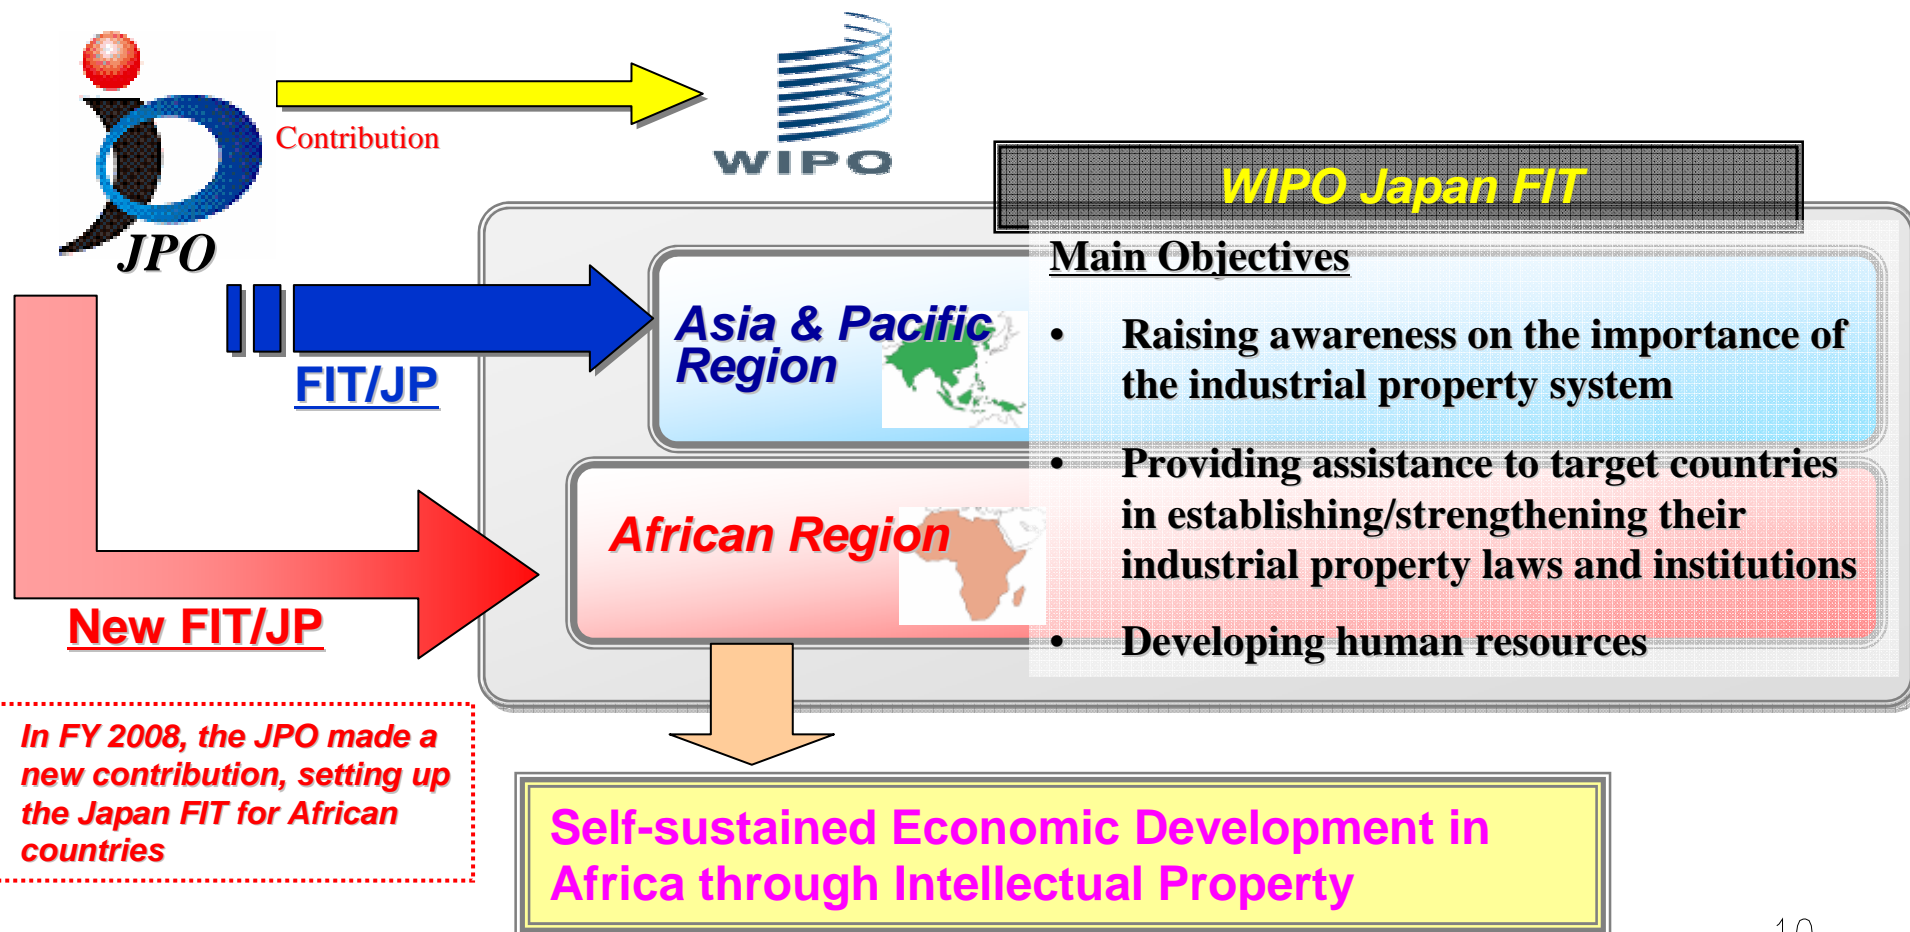 JPO
Contribution
WIPO
WIPO Japan FIT
Main Objectives
• Raising awareness on the importance of
the industrial property system
• Providing assistance to target countries
in establishing/strengthening their
industrial property laws and institutions
• Developing human resources
Asia & Pacific
Region
FIT/JP
African Region
New FIT/JP
In FY 2008, the JPO made a
new contribution, setting up
the Japan FIT for African
countries
Self-sustained Economic Development in
Africa through Intellectual Property
10